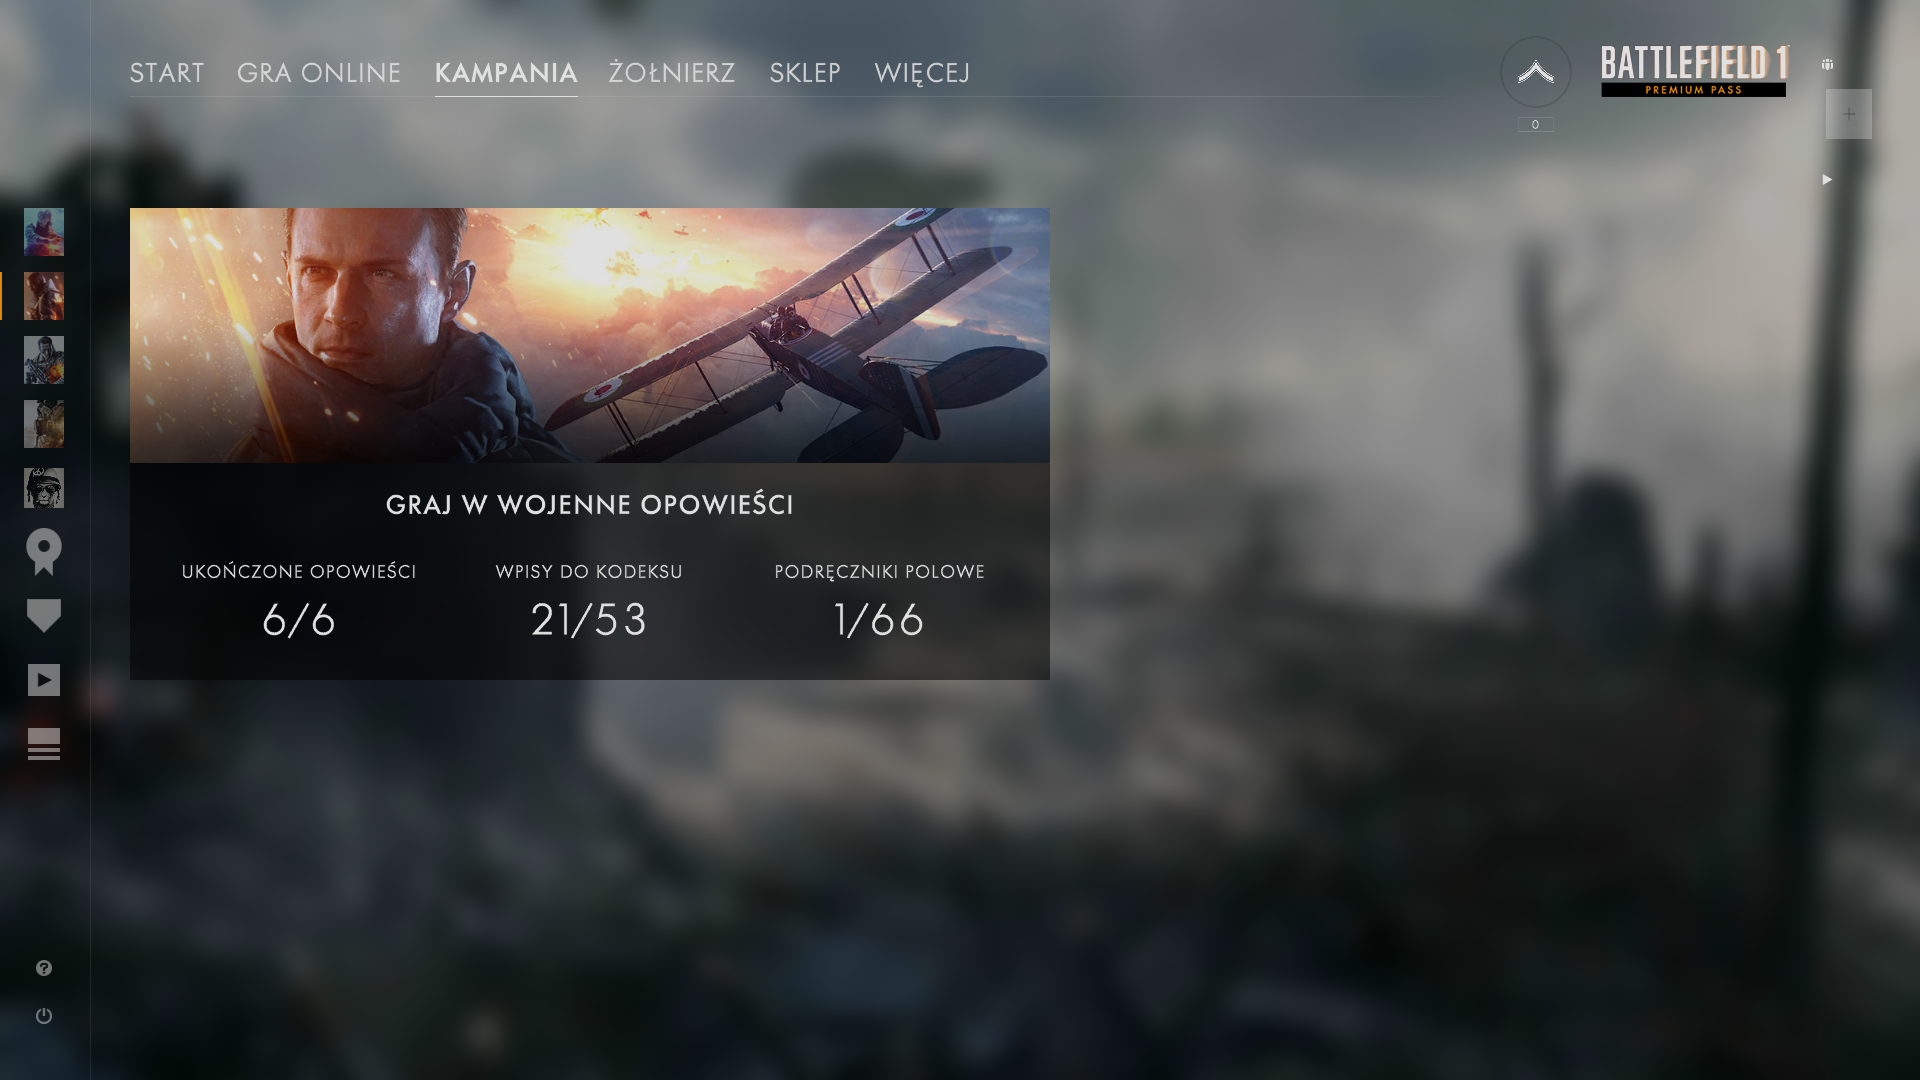 START GRA ONLINE KAMPANIA ŻOŁNIERZ SKLEP WIĘCEJ
BATTLEFIELD 1
PREMIUM PASS
0
GRAJ W WOJENNE OPOWIEŚCI
UKOŃCZONE OPOWIEŚCI WPISY DO KODEKSU PODRĘCZNIKI POLOWE
6/6 21/53 1/66